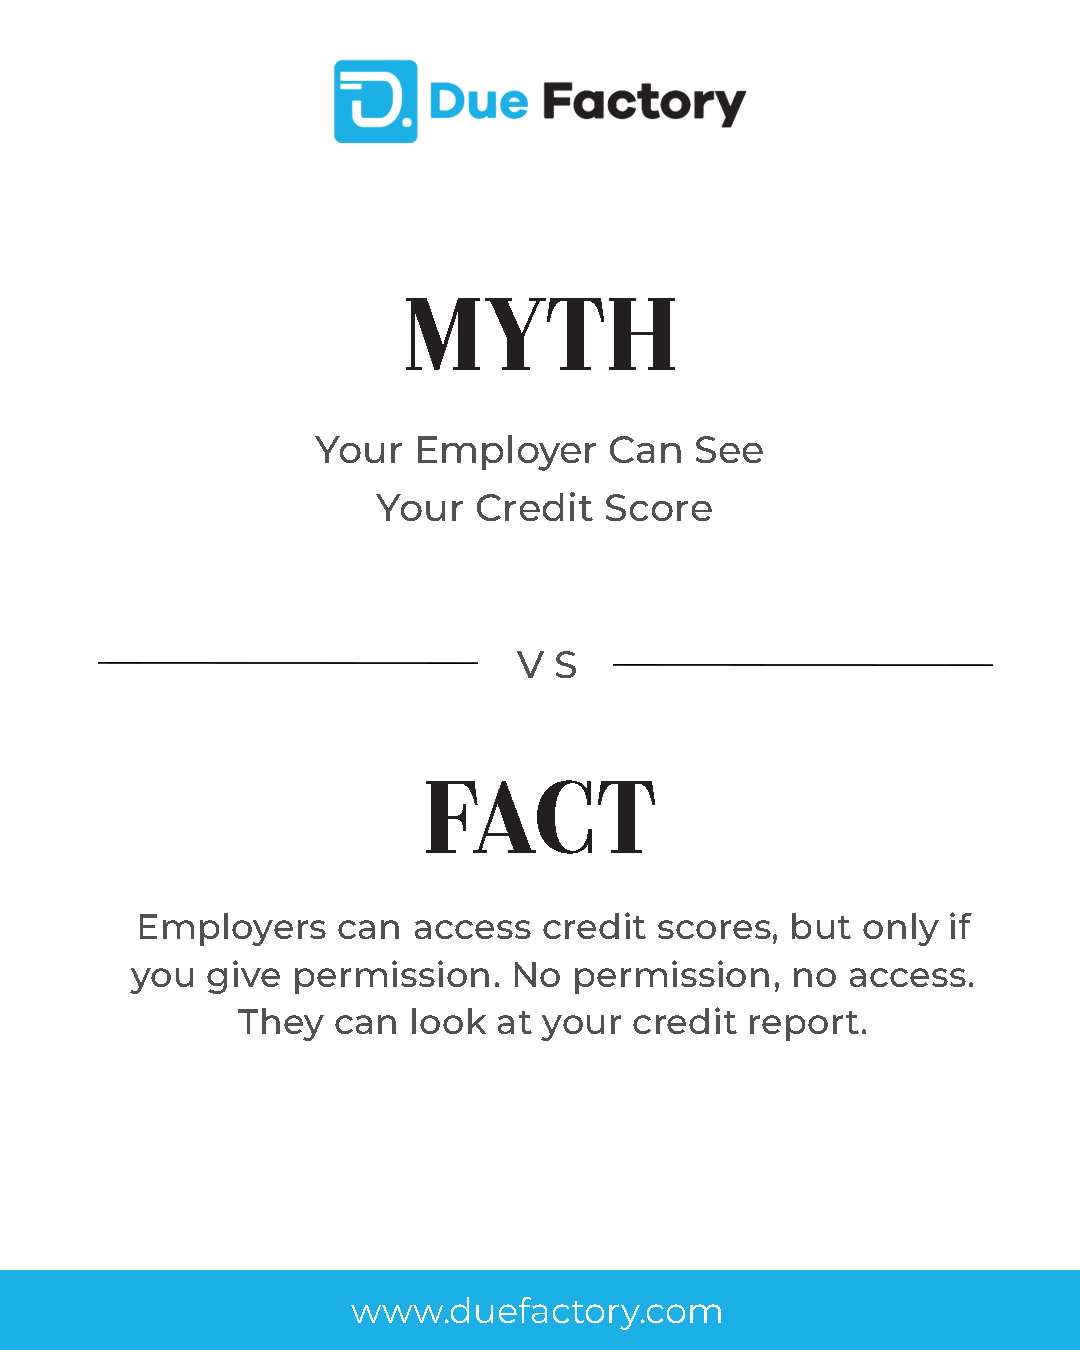 Due Factory
MYTH
Your Employer Can See
Your Credit Score
VS
FACT
Employers can access credit scores, but only if
you give permission. No permission, no access.
They can look at your credit report.
www.duefactory.com